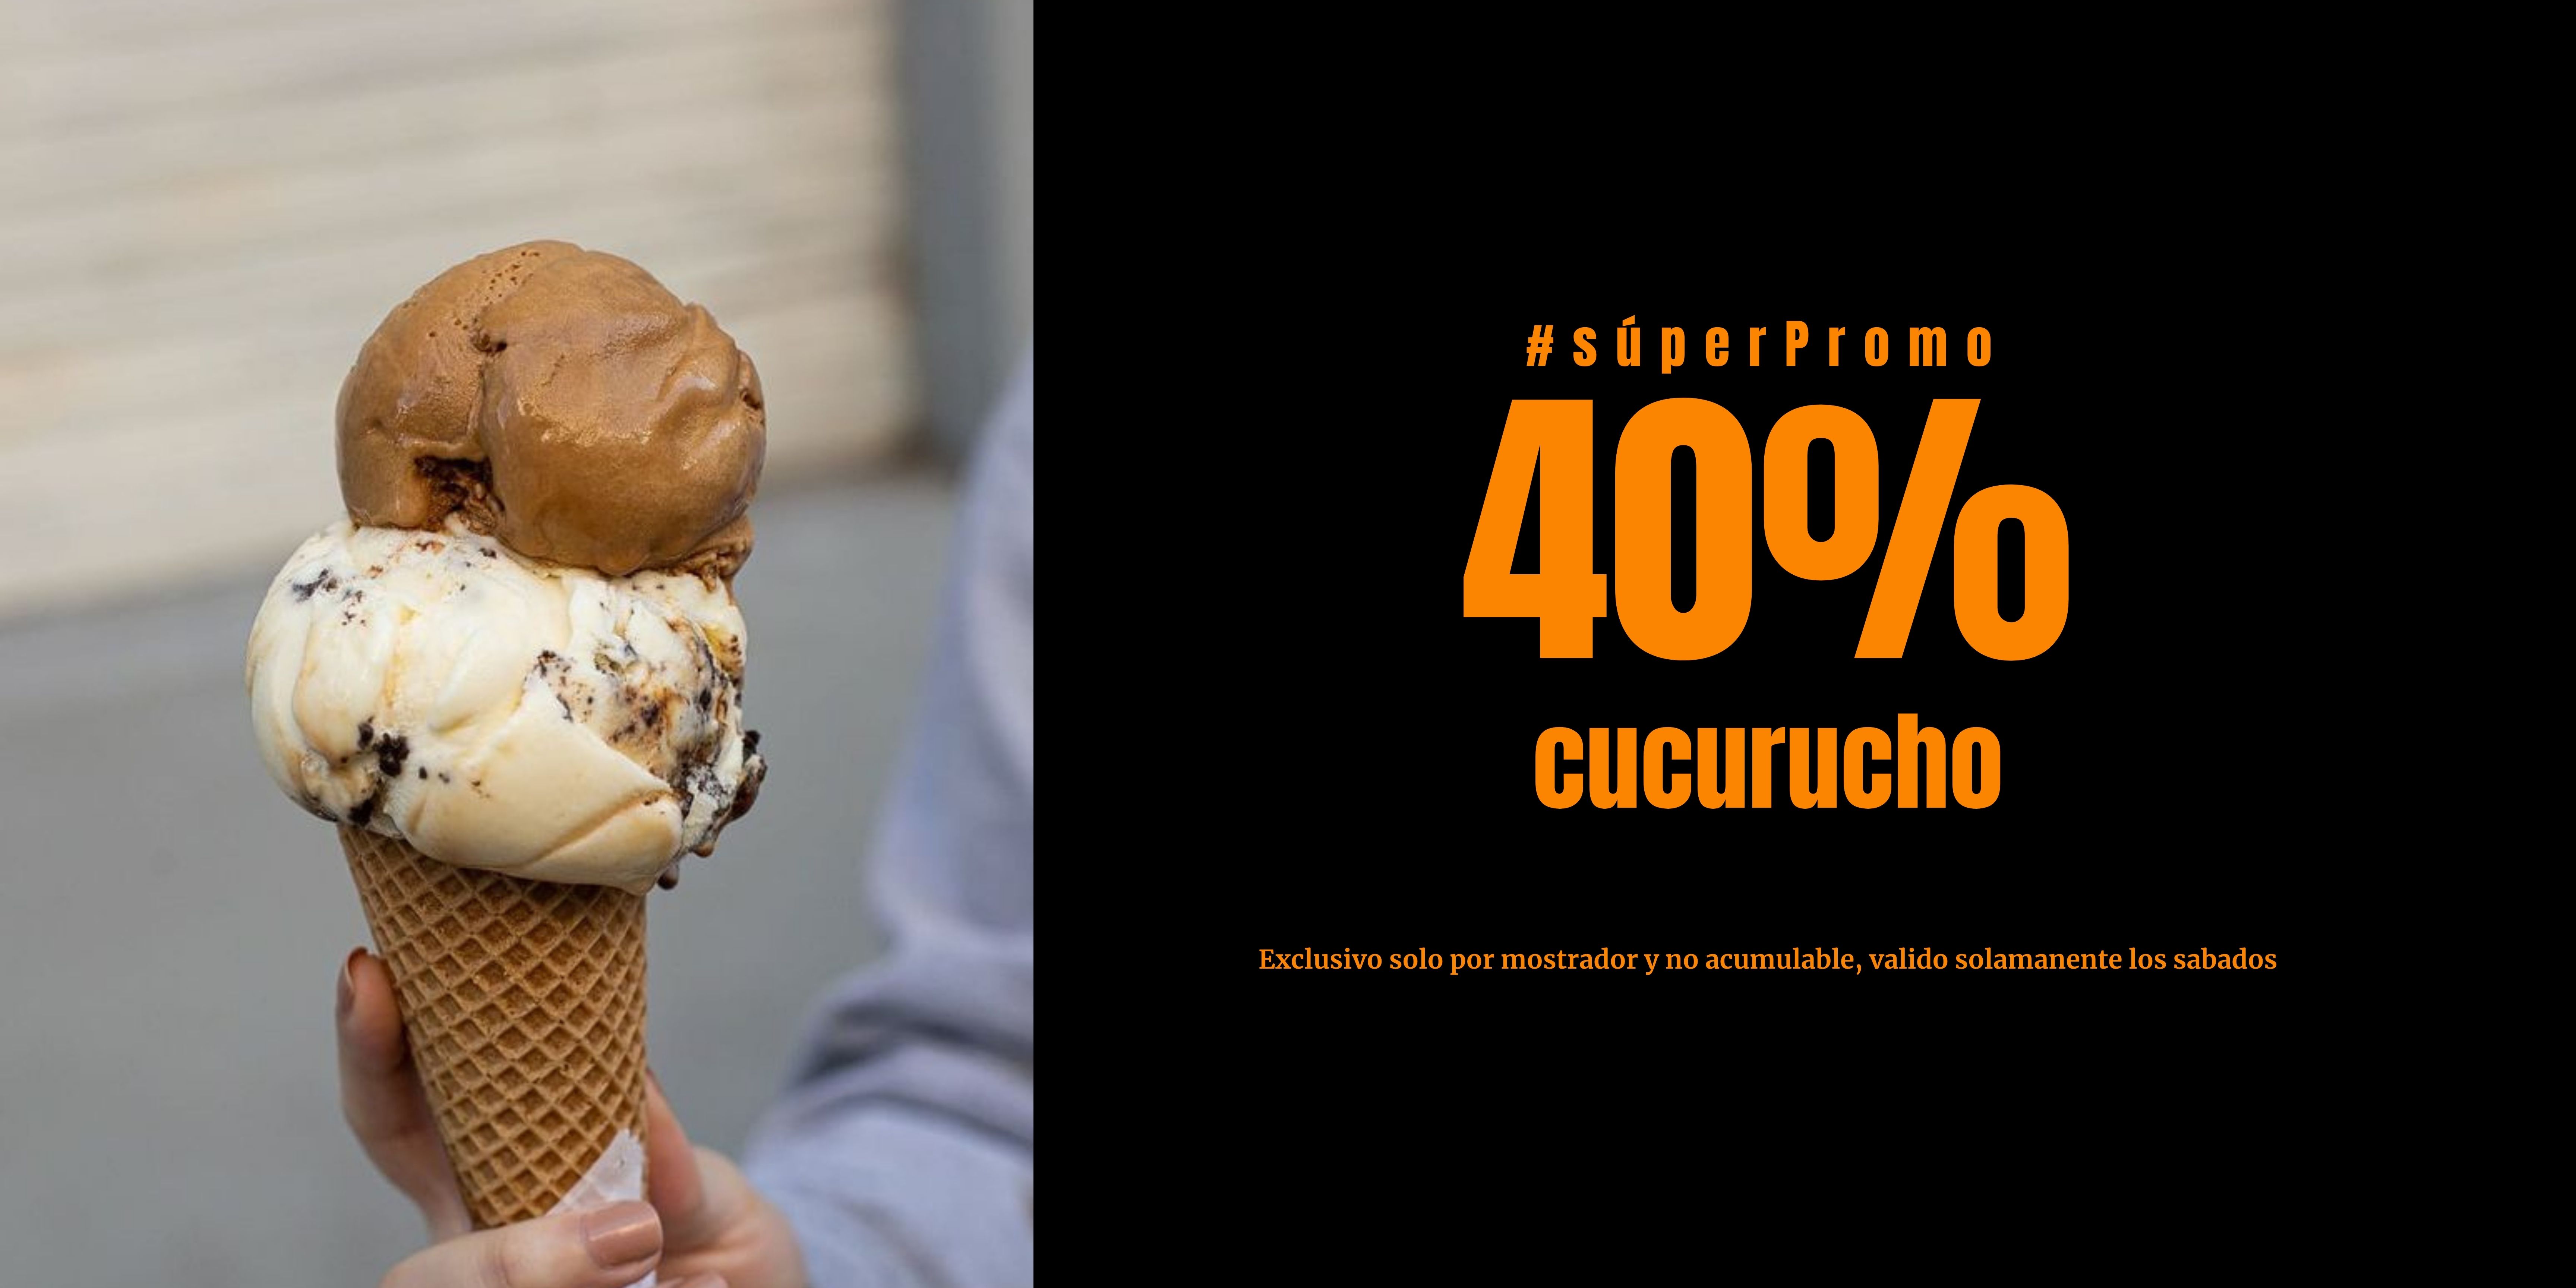 #súperPromo
40%
cucurucho
Exclusivo solo por mostrador y no acumulable, valido solamanente los sabados